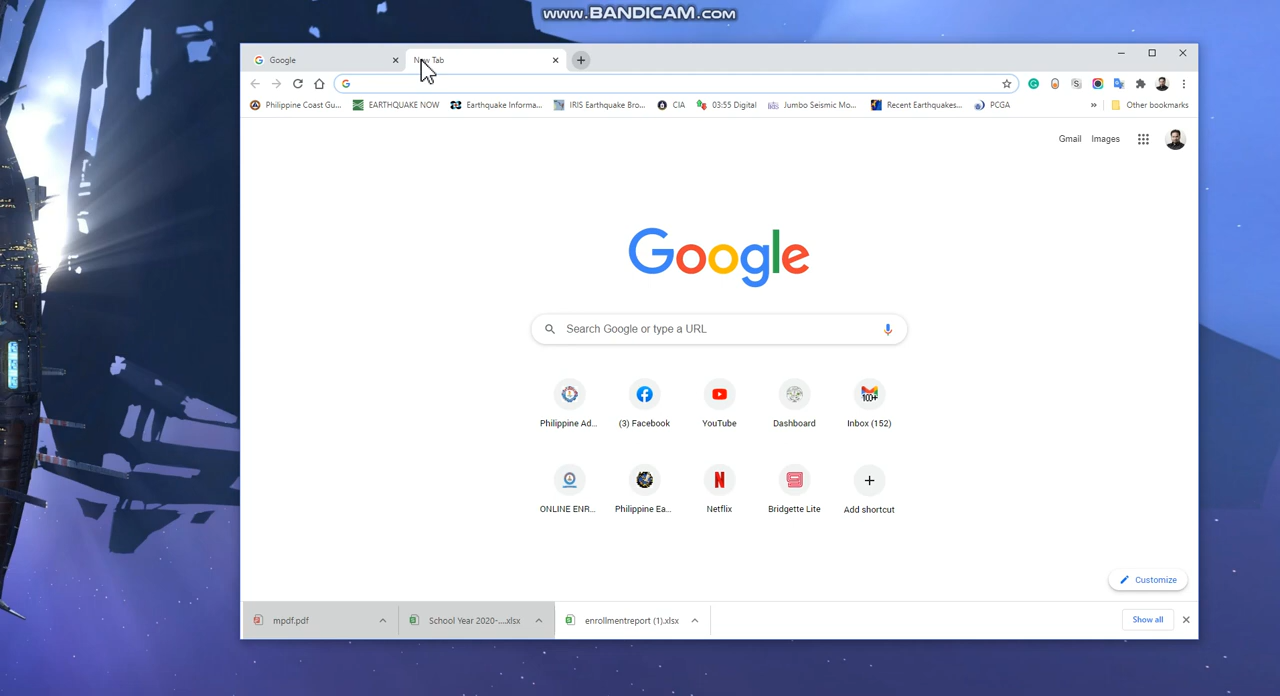 www.BANDICAM.com
Google
New Tab
Philippine Coast Gu...
EARTHQUAKE NOW
Earthquake Informa...
IRIS Earthquake Bro...
CIA
03:55 Digital
Jumbo Seismic Mo...
Recent Earthquakes...
PCGA
»
Other bookmarks
Gmail
Images
Google
Search Google or type a URL
Philippine Ad...
(3) Facebook
YouTube
Dashboard
100+
Inbox (152)
ONLINE ENR...
Philippine Ea...
Netflix
Bridgette Lite
Add shortcut
Customize
mpdf.pdf
School Year 2020-....xlsx
enrollmentreport (1).xlsx
Show all